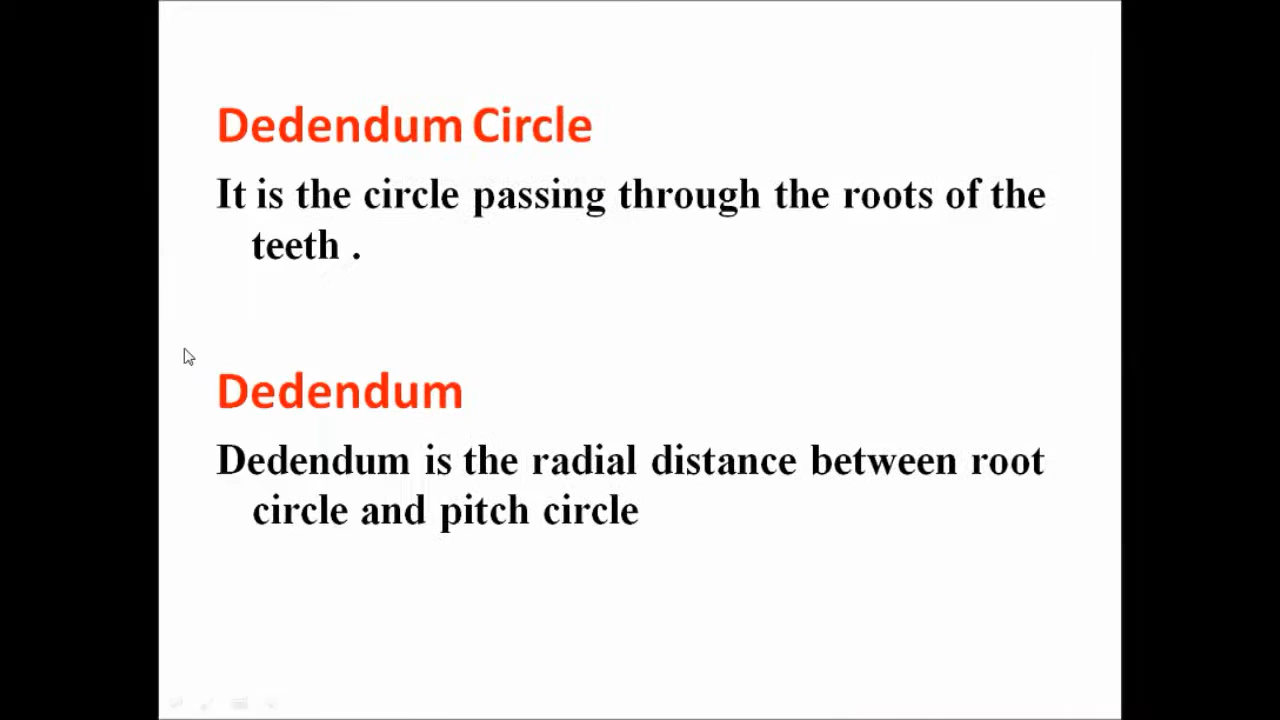 Dedendum Circle
It is the circle passing through the roots of the
teeth .
Dedendum
Dedendum is the radial distance between root
circle and pitch circle